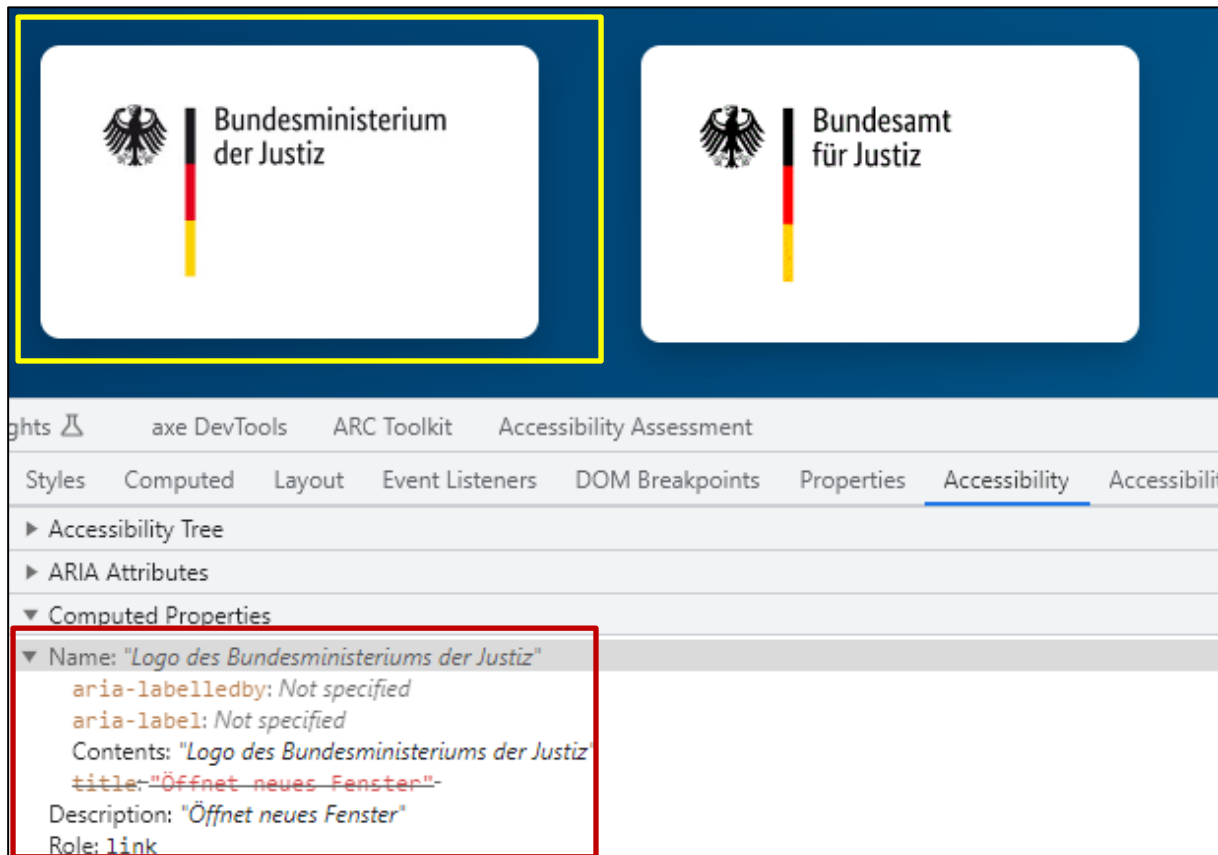 Bundesministerium
der Justiz
Bundesamt
für Justiz
ghts axe DevTools ARC Toolkit Accessibility Assessment
Styles Computed Layout Event Listeners DOM Breakpoints Properties Accessibility Accessibili
Accessibility Tree
ARIA Attributes
Computed Properties
Name: "Logo des Bundesministeriums der Justiz"
aria-labelledby: Not specified
aria-label: Not specified
Contents: "Logo des Bundesministeriums der Justiz"
title: "Öffnet neues Fenster"
Description: "Öffnet neues Fenster"
Role: link